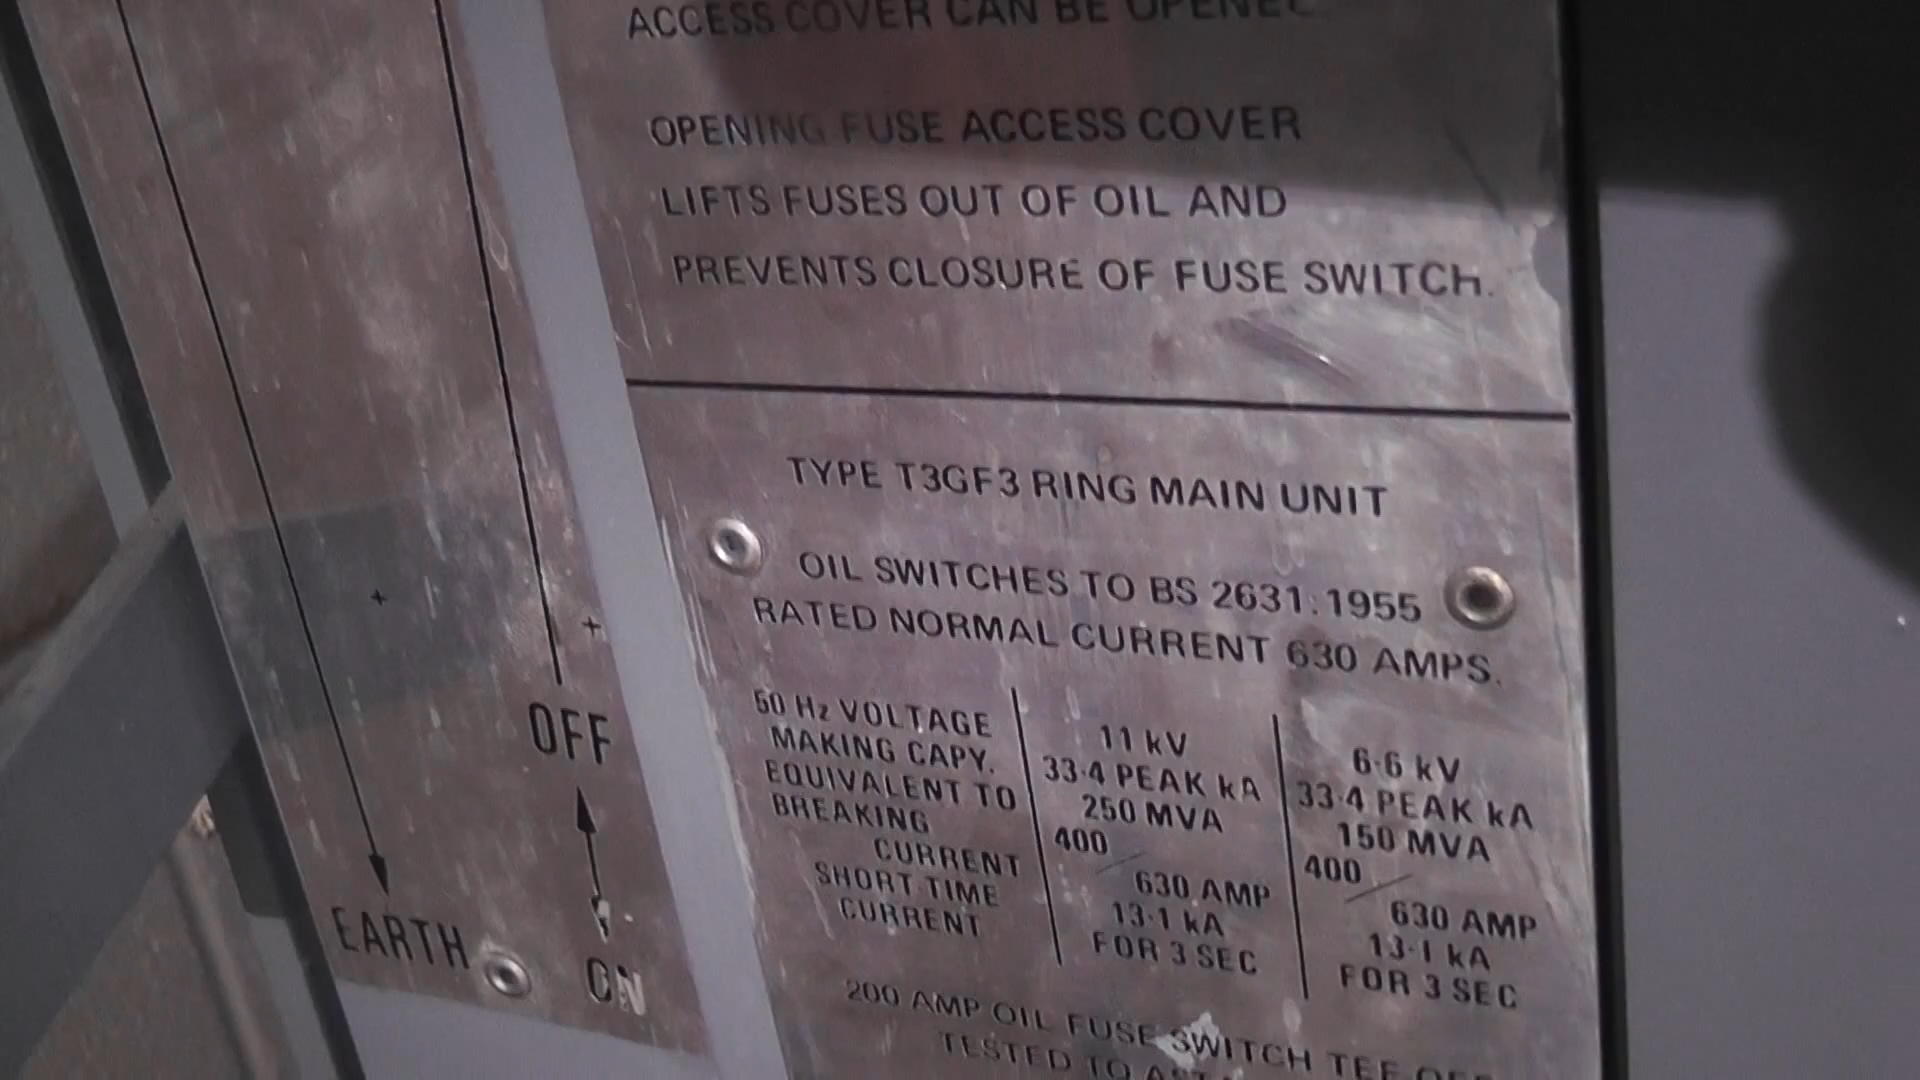 ACCESS COVER CAN BE OPENED
OPENING FUSE ACCESS COVER
LIFTS FUSES OUT OF OIL AND
PREVENTS CLOSURE OF FUSE SWITCH.
TYPE T3GF3 RING MAIN UNIT
OIL SWITCHES TO BS 2631:1955
RATED NORMAL CURRENT 630 AMPS.
50 Hz VOLTAGE 11 kV 6·6 kV
MAKING CAPY. 33·4 PEAK kA 33·4 PEAK kA
EQUIVALENT TO 250 MVA 150 MVA
BREAKING 400 400
CURRENT / 630 AMP / 630 AMP
SHORT TIME 13·1 kA 13·1 kA
CURRENT FOR 3 SEC FOR 3 SEC
200 AMP OIL FUSE SWITCH TEE
TESTED TO
OFF
EARTH
ON